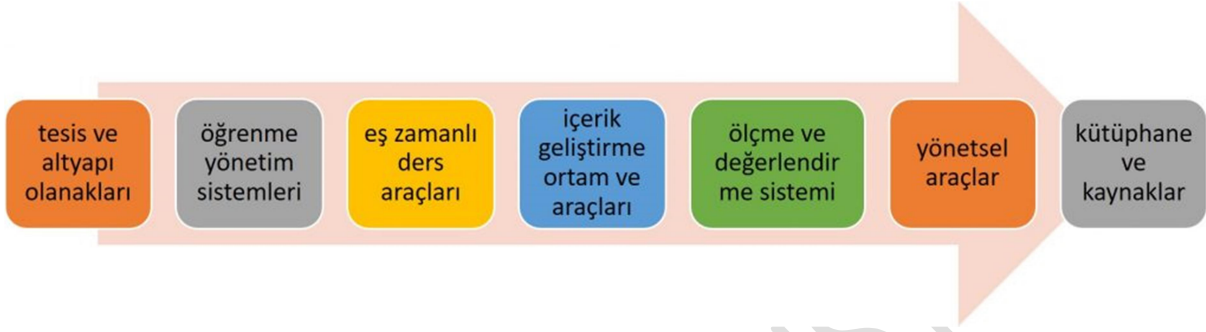 tesis ve
altyapı
olanakları
öğrenme
yönetim
sistemleri
eş zamanlı
ders
araçları
içerik
geliştirme
ortam ve
araçları
ölçme ve
değerlendir
me sistemi
yönetsel
araçlar
kütüphane
ve
kaynaklar